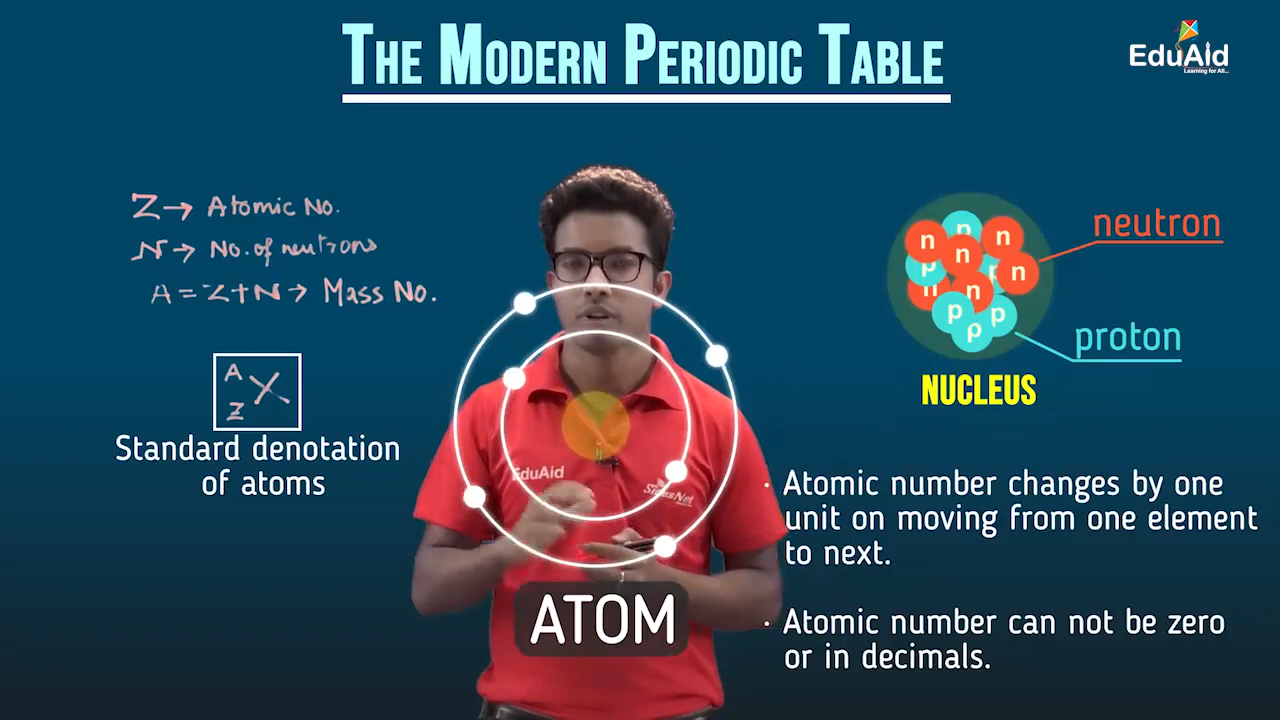 THE MODERN PERIODIC TABLE
EduAid
Learning for All...
Z → Atomic No.
N → No. of neutrons
A = Z+N → Mass No.
A
X
Z
Standard denotation
of atoms
EduAid
ATOM
n
p
n
n
p
p
n
n
n
p
p
p
neutron
proton
NUCLEUS
· Atomic number changes by one
unit on moving from one element
to next.
· Atomic number can not be zero
or in decimals.